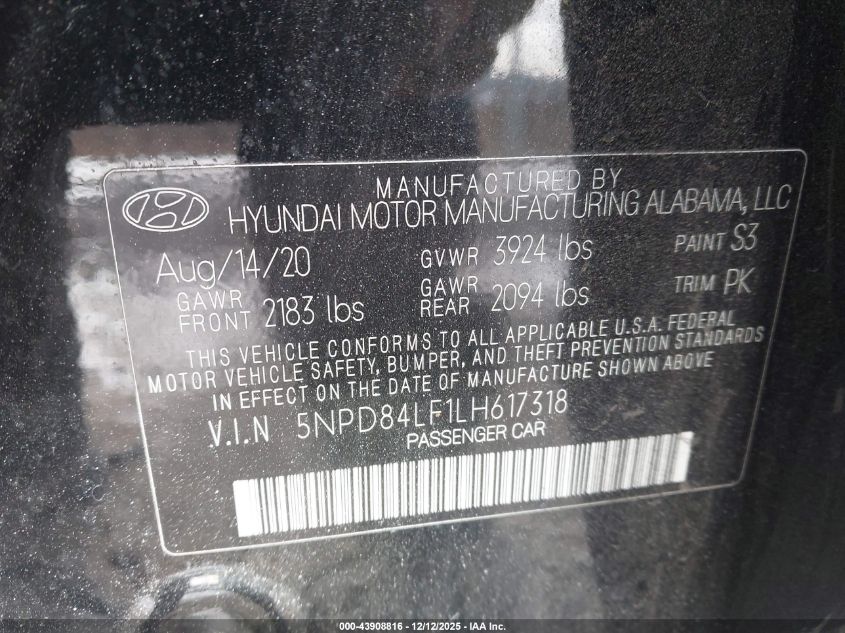 MANUFACTURED BY
HYUNDAI MOTOR MANUFACTURING ALABAMA, LLC
Aug/14/20 GVWR 3924 lbs PAINT S3
GAWR FRONT 2183 lbs GAWR REAR 2094 lbs TRIM PK
THIS VEHICLE CONFORMS TO ALL APPLICABLE U.S.A. FEDERAL
MOTOR VEHICLE SAFETY, BUMPER, AND THEFT PREVENTION STANDARDS
IN EFFECT ON THE DATE OF MANUFACTURE SHOWN ABOVE
V.I.N 5NPD84LF1LH617318
PASSENGER CAR
000-43908816 - 12/12/2025 - IAA Inc.